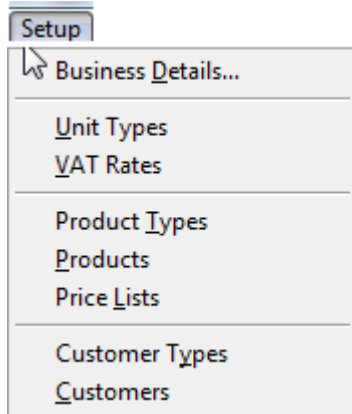 Setup
Business Details...
Unit Types
VAT Rates
Product Types
Products
Price Lists
Customer Types
Customers